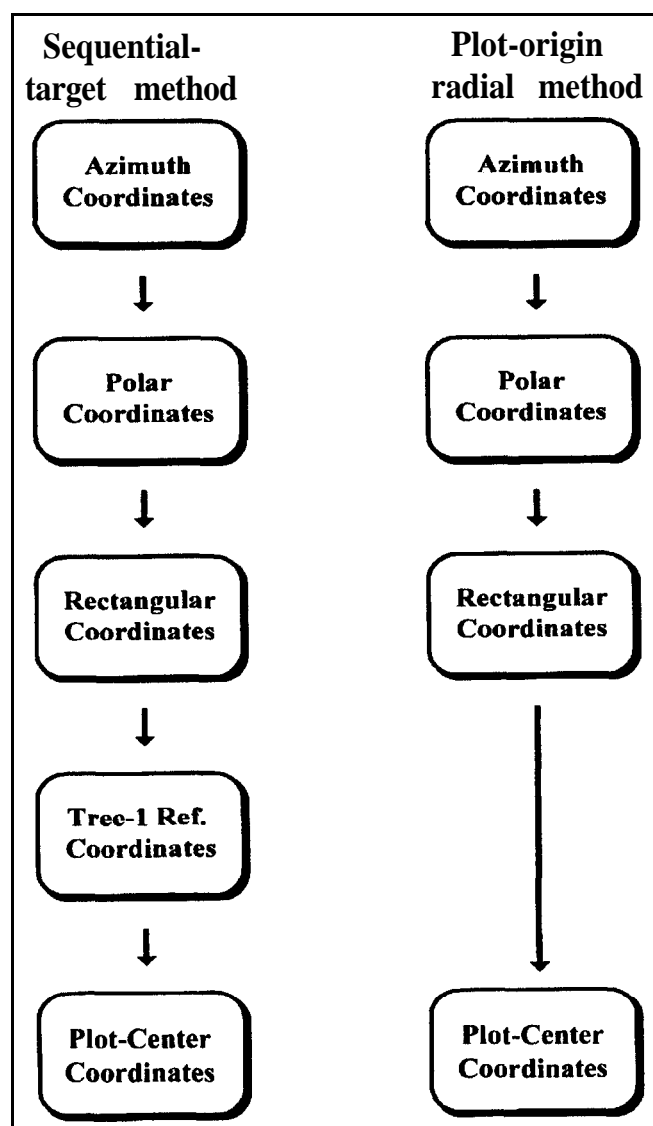 Sequential-
target method
Azimuth
Coordinates
Polar
Coordinates
Rectangular
Coordinates
Tree-1 Ref.
Coordinates
Plot-Center
Coordinates
Plot-origin
radial method
Azimuth
Coordinates
Polar
Coordinates
Rectangular
Coordinates
Plot-Center
Coordinates